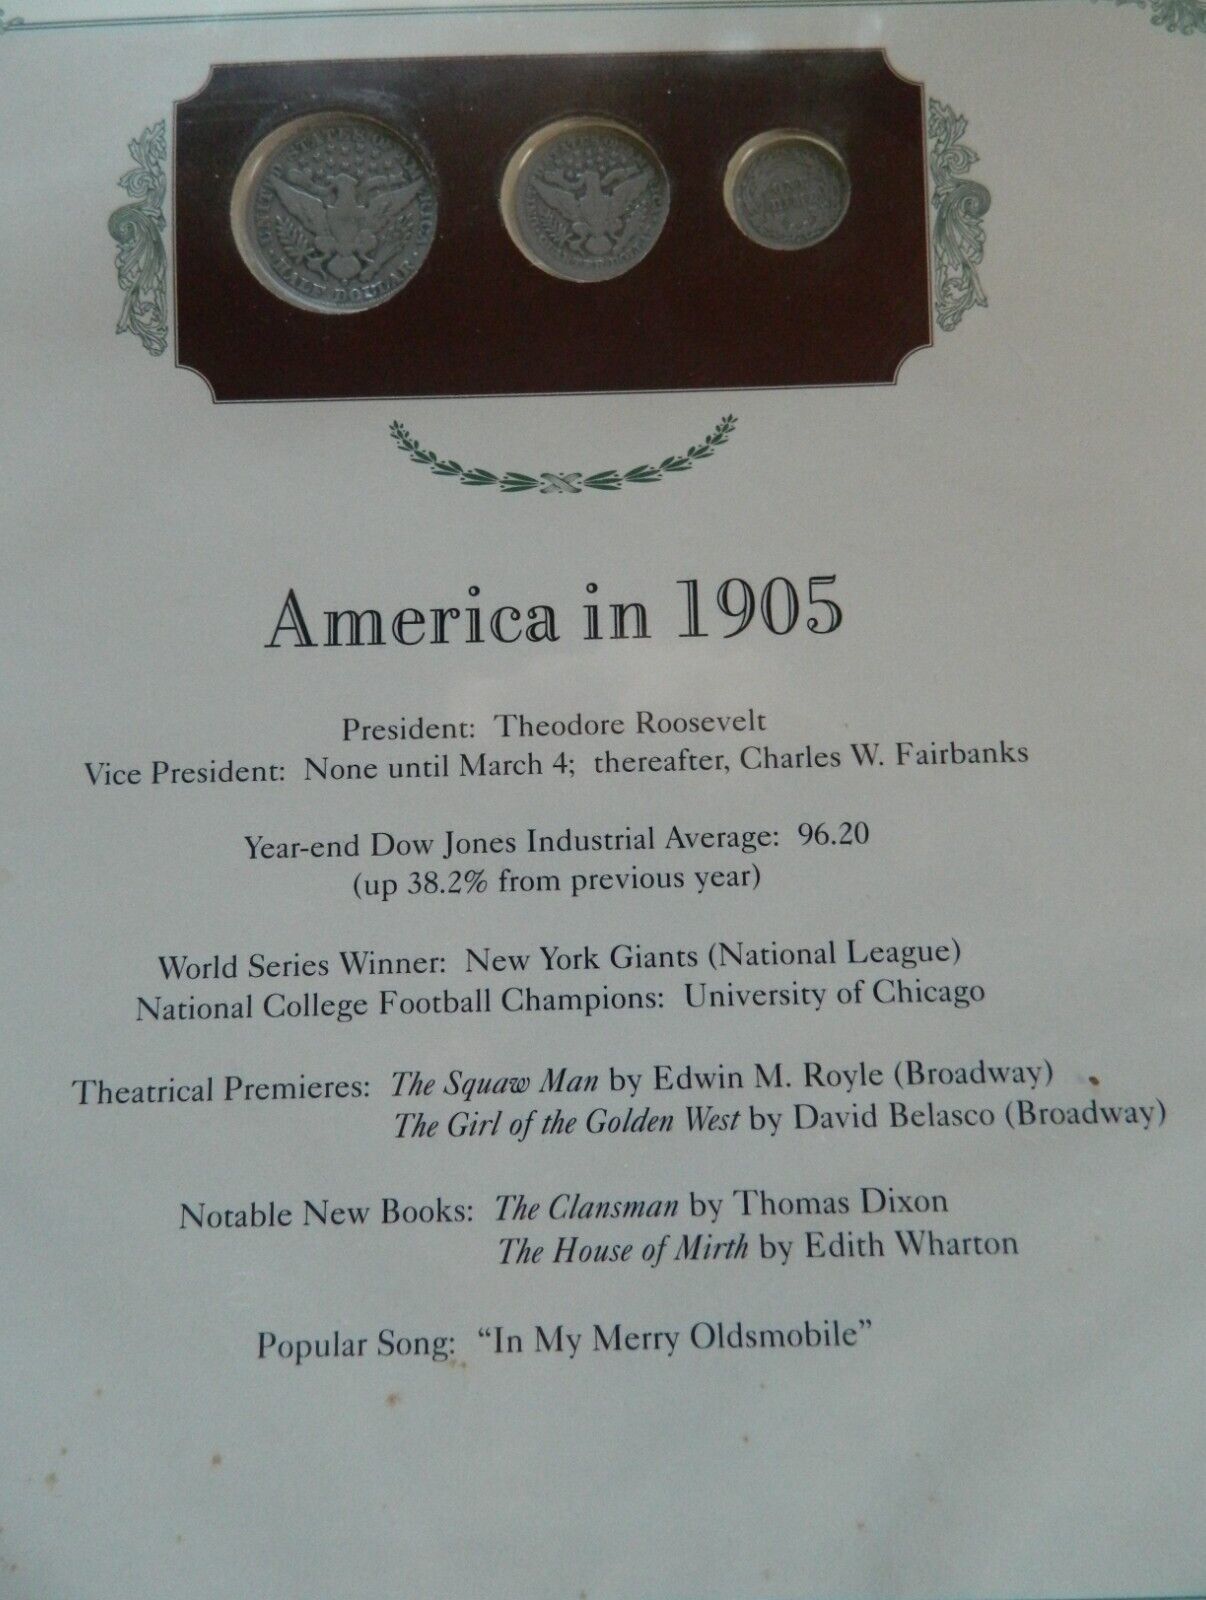 HALF DOLLAR
ONE
DIME
America in 1905
President: Theodore Roosevelt
Vice President: None until March 4; thereafter, Charles W. Fairbanks
Year-end Dow Jones Industrial Average: 96.20
(up 38.2% from previous year)
World Series Winner: New York Giants (National League)
National College Football Champions: University of Chicago
Theatrical Premieres: The Squaw Man by Edwin M. Royle (Broadway)
The Girl of the Golden West by David Belasco (Broadway)
Notable New Books: The Clansman by Thomas Dixon
The House of Mirth by Edith Wharton
Popular Song: “In My Merry Oldsmobile”